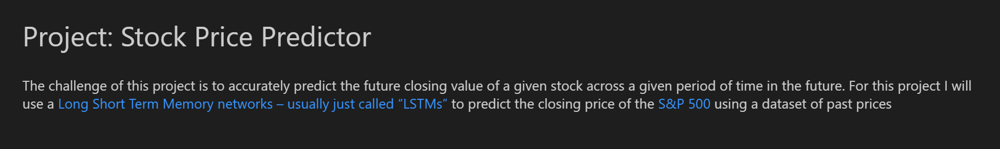 Project: Stock Price Predictor
The challenge of this project is to accurately predict the future closing value of a given stock across a given period of time in the future. For this project I will
use a Long Short Term Memory networks – usually just called “LSTMs” to predict the closing price of the S&P 500 using a dataset of past prices